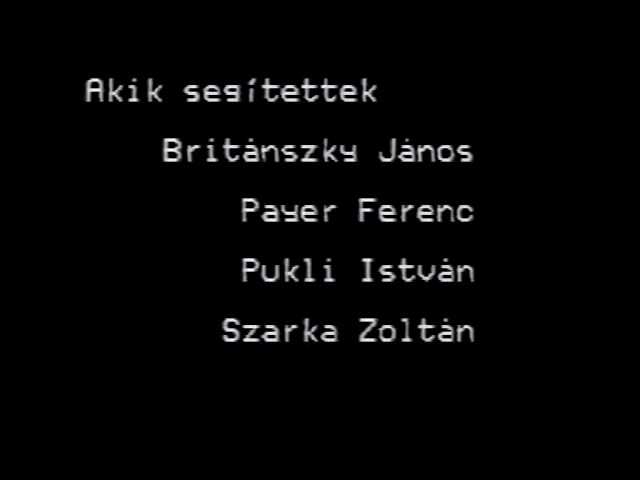 Akik segítettek
Británszky János
Payer Ferenc
Pukli István
Szarka Zoltán